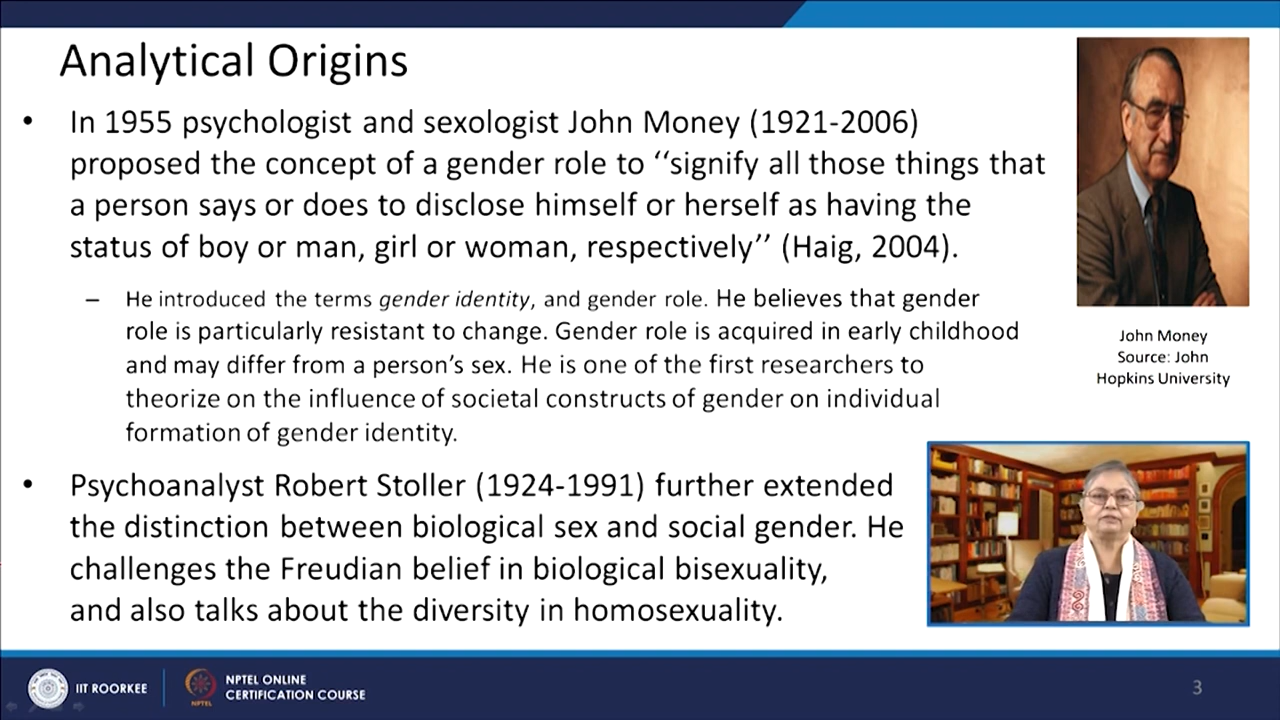 Analytical Origins
• In 1955 psychologist and sexologist John Money (1921-2006)
proposed the concept of a gender role to ‘‘signify all those things that
a person says or does to disclose himself or herself as having the
status of boy or man, girl or woman, respectively’’ (Haig, 2004).
– He introduced the terms gender identity, and gender role. He believes that gender
role is particularly resistant to change. Gender role is acquired in early childhood
and may differ from a person’s sex. He is one of the first researchers to
theorize on the influence of societal constructs of gender on individual
formation of gender identity.
• Psychoanalyst Robert Stoller (1924-1991) further extended
the distinction between biological sex and social gender. He
challenges the Freudian belief in biological bisexuality,
and also talks about the diversity in homosexuality.
John Money
Source: John
Hopkins University
IIT ROORKEE
NPTEL
NPTEL ONLINE
CERTIFICATION COURSE
3